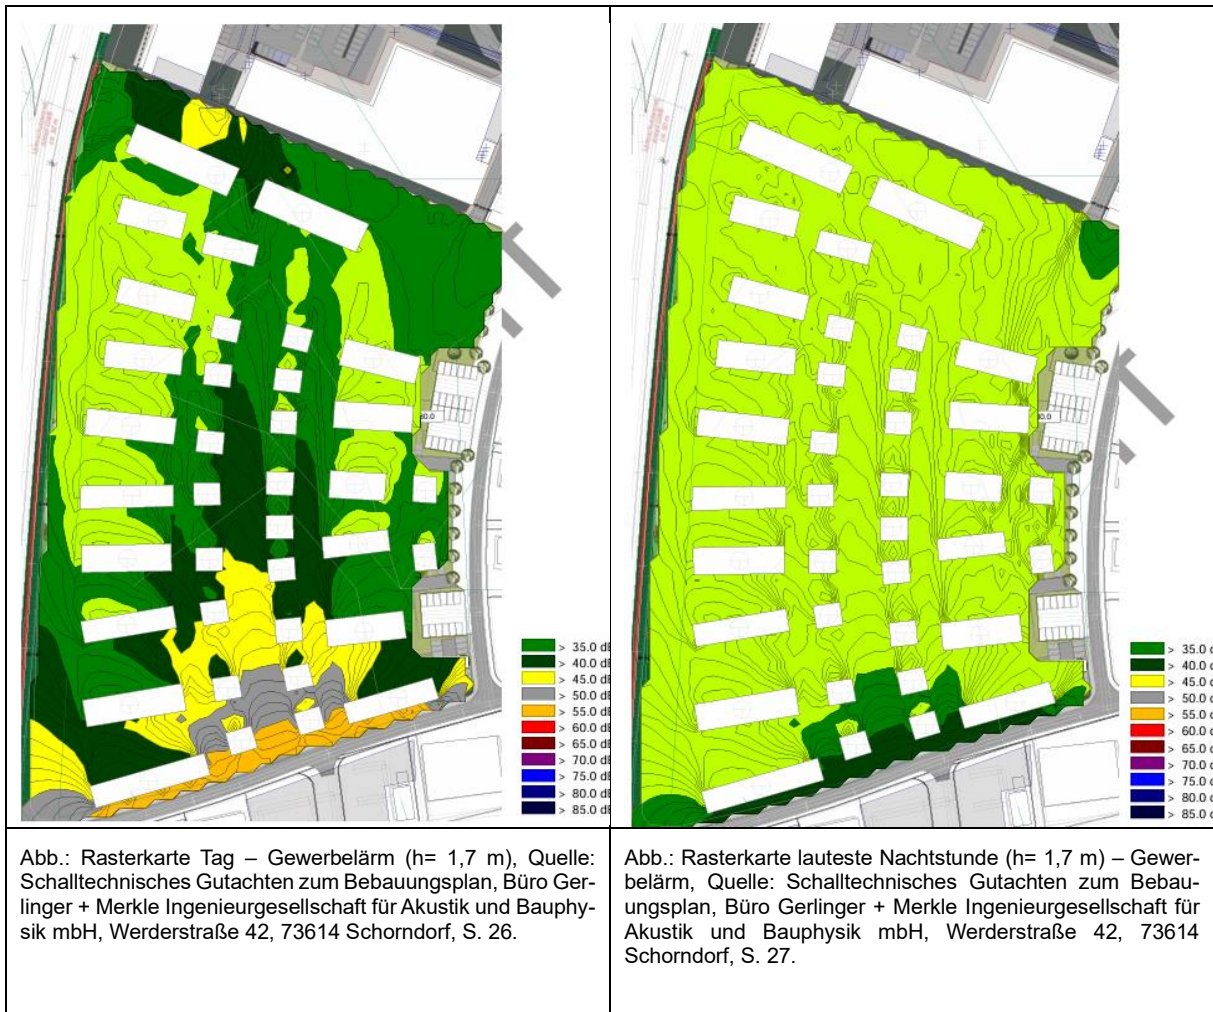 > 35.0 dB
> 40.0 dB
> 45.0 dB
> 50.0 dB
> 55.0 dB
> 60.0 dB
> 65.0 dB
> 70.0 dB
> 75.0 dB
> 80.0 dB
> 85.0 dB
> 35.0 d
> 40.0 d
> 45.0 d
> 50.0 d
> 55.0 d
> 60.0 d
> 65.0 d
> 70.0 d
> 75.0 d
> 80.0 d
> 85.0 d
Abb.: Rasterkarte Tag – Gewerbelärm (h= 1,7 m), Quelle:
Schalltechnisches Gutachten zum Bebauungsplan, Büro Ger-
linger + Merkle Ingenieurgesellschaft für Akustik und Bauphy-
sik mbH, Werderstraße 42, 73614 Schorndorf, S. 26.
Abb.: Rasterkarte lauteste Nachtstunde (h= 1,7 m) – Gewer-
belärm, Quelle: Schalltechnisches Gutachten zum Bebau-
ungsplan, Büro Gerlinger + Merkle Ingenieurgesellschaft für
Akustik und Bauphysik mbH, Werderstraße 42, 73614
Schorndorf, S. 27.